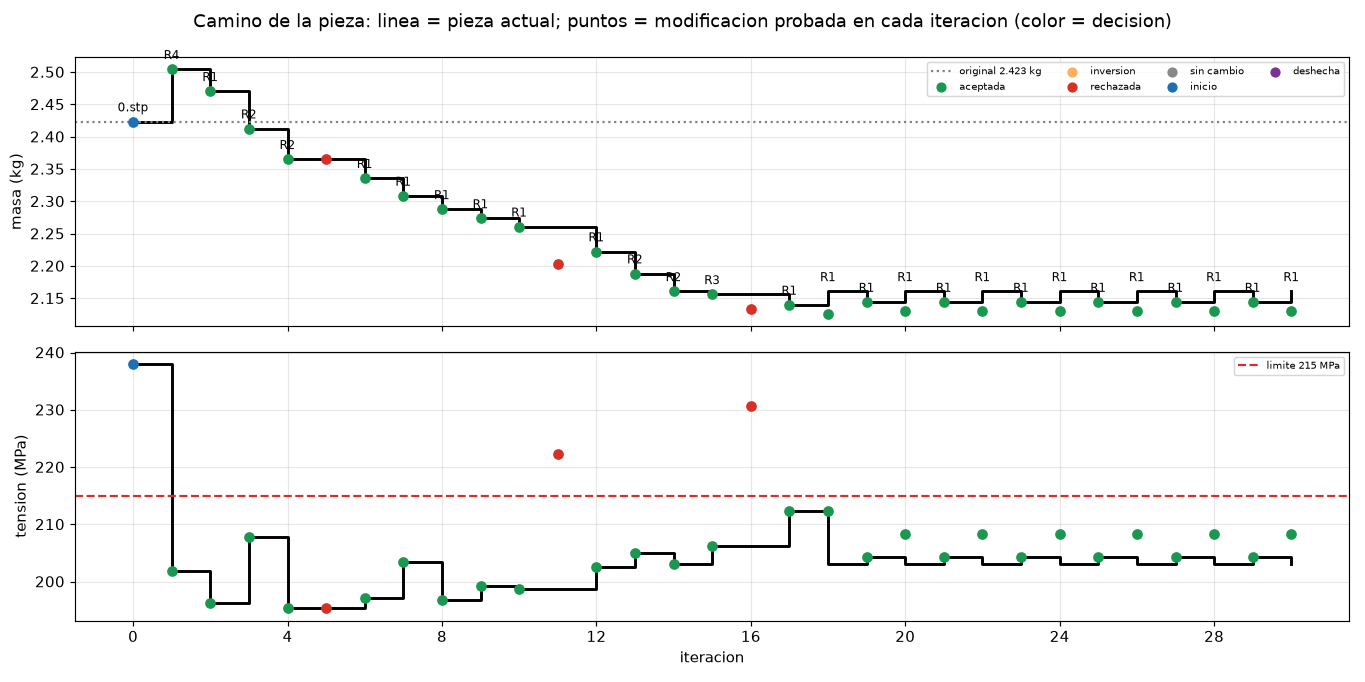 Camino de la pieza: linea = pieza actual; puntos = modificacion probada en cada iteracion (color = decision)
original 2.423 kg
aceptada
inversion
rechazada
sin cambio
inicio
deshecha
masa (kg)
2.50
2.45
2.40
2.35
2.30
2.25
2.20
2.15
0.stp
R4
R1
R2
R2
R1
R1
R1
R1
R1
R1
R2
R2
R3
R1
R1
R1
R1
R1
R1
R1
R1
R1
R1
R1
R1
R1
R1
limite 215 MPa
tension (MPa)
240
230
220
210
200
0
4
8
12
16
20
24
28
iteracion